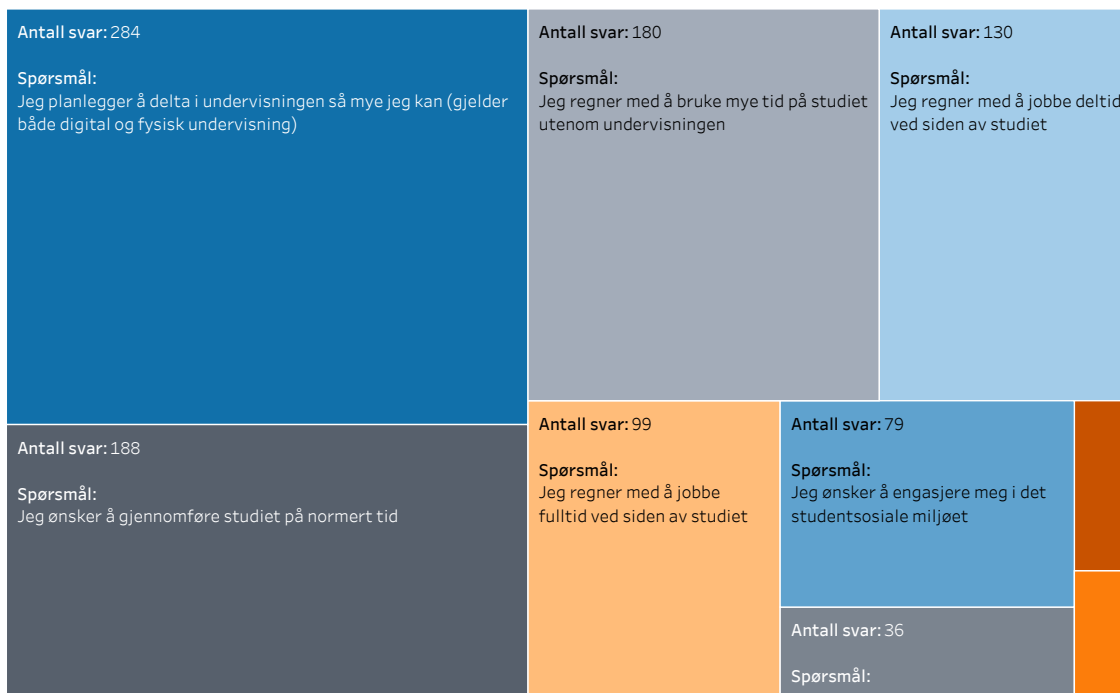 Antall svar: 284
Spørsmål:
Jeg planlegger å delta i undervisningen så mye jeg kan (gjelder
både digital og fysisk undervisning)
Antall svar: 180
Spørsmål:
Jeg regner med å bruke mye tid på studiet
utenom undervisningen
Antall svar: 130
Spørsmål:
Jeg regner med å jobbe deltid
ved siden av studiet
Antall svar: 188
Spørsmål:
Jeg ønsker å gjennomføre studiet på normert tid
Antall svar: 99
Spørsmål:
Jeg regner med å jobbe
fulltid ved siden av studiet
Antall svar: 79
Spørsmål:
Jeg ønsker å engasjere meg i det
studentsosiale miljøet
Antall svar: 36
Spørsmål: